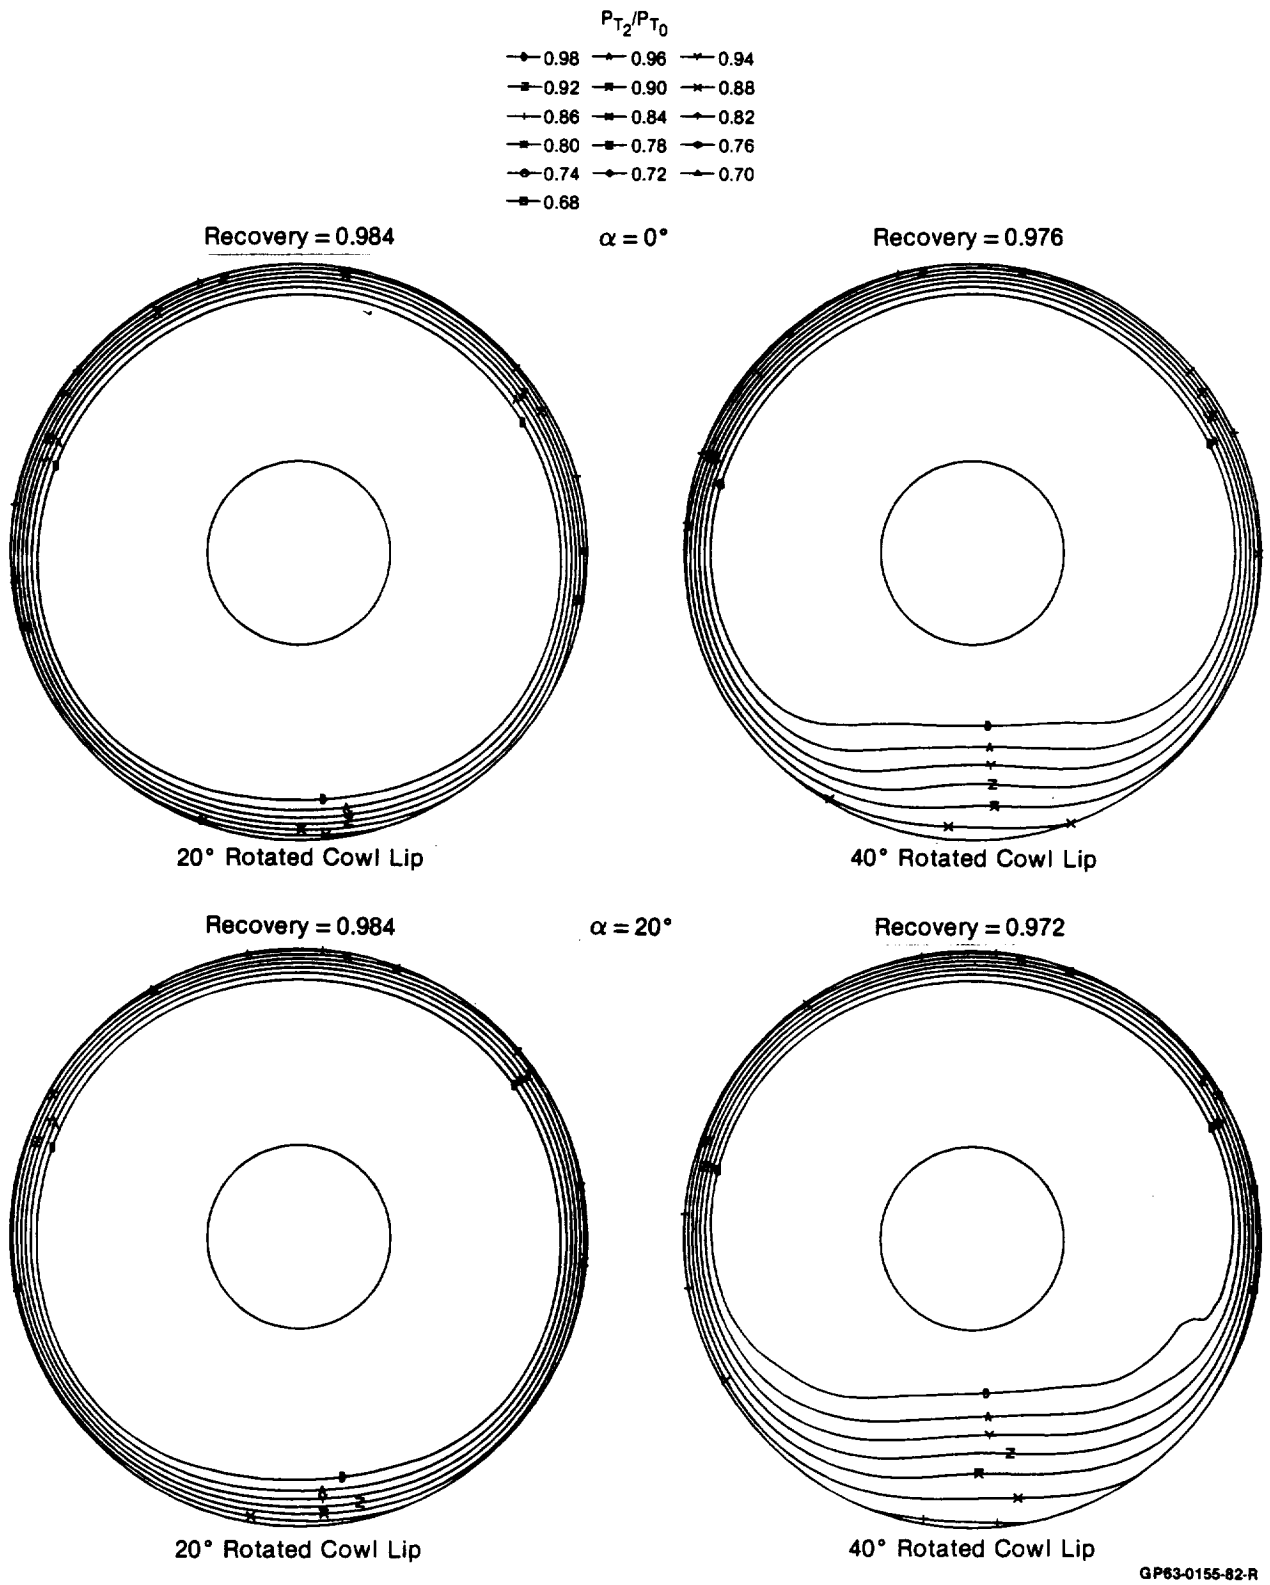 PT2/PT0
0.98 0.96 0.94
0.92 0.90 0.88
0.86 0.84 0.82
0.80 0.78 0.76
0.74 0.72 0.70
0.68
Recovery = 0.984 α = 0° Recovery = 0.976
20° Rotated Cowl Lip 40° Rotated Cowl Lip
Recovery = 0.984 α = 20° Recovery = 0.972
20° Rotated Cowl Lip 40° Rotated Cowl Lip
GP63-0155-82-R